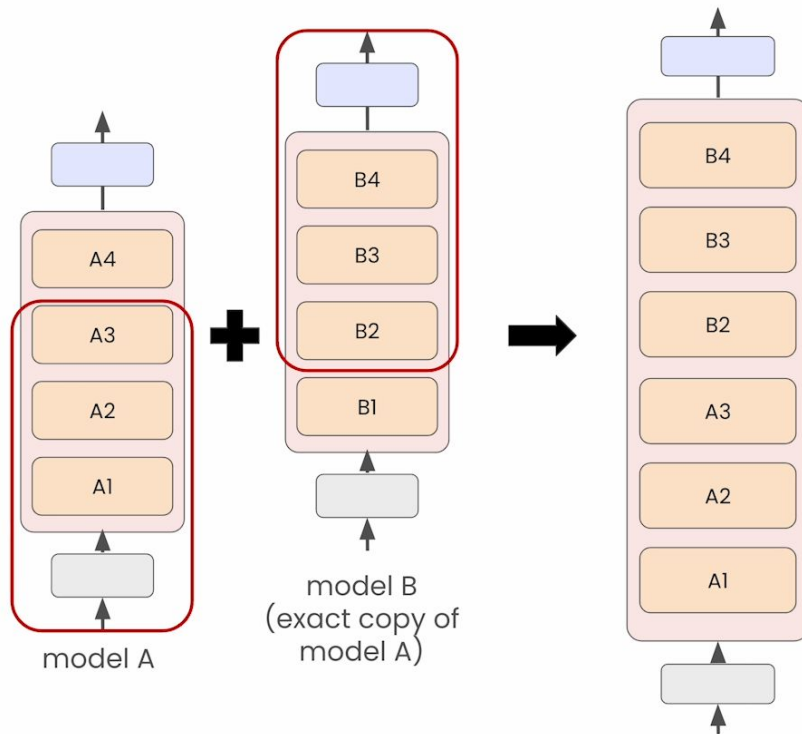 A4
A3
A2
A1
model A
B4
B3
B2
B1
model B
(exact copy of
model A)
B4
B3
B2
A3
A2
A1